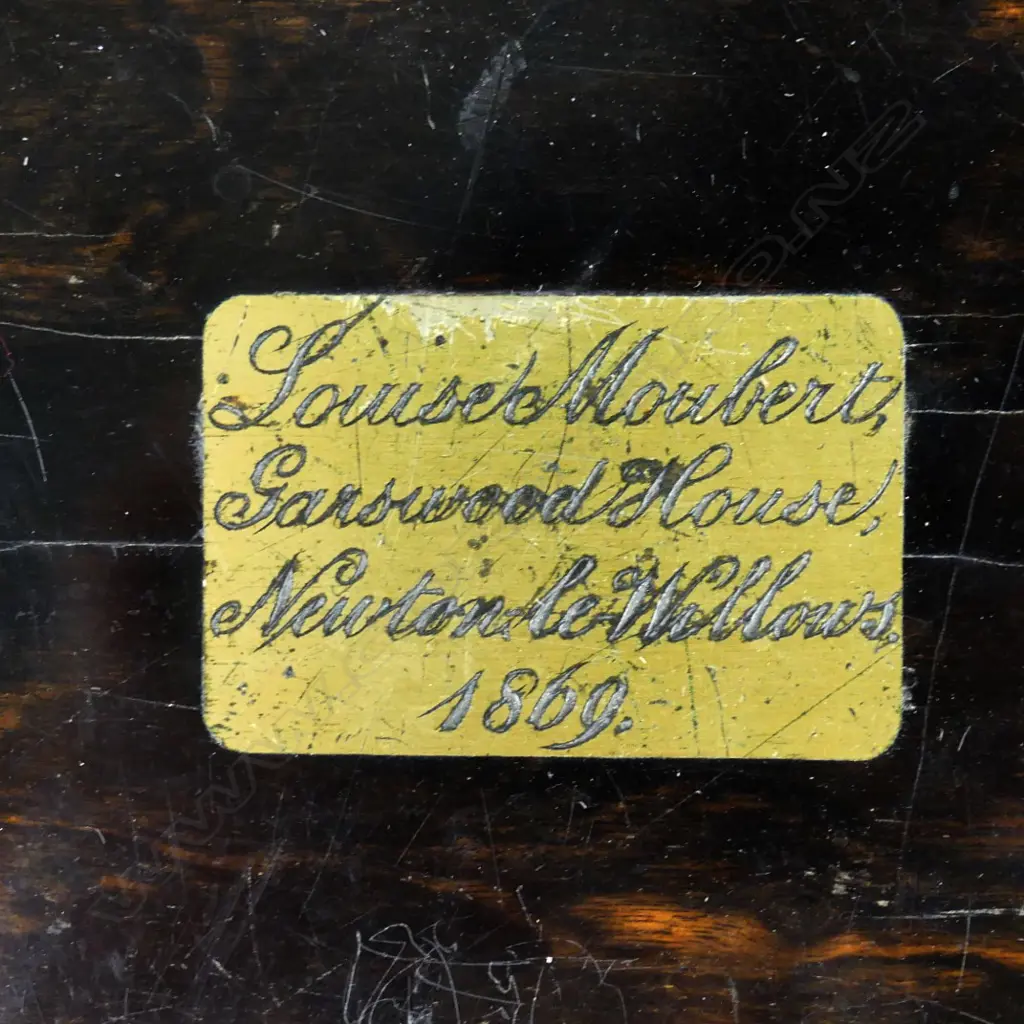 Louise Moubert,
Garswood House,
Newton-le-Willows.
1869.